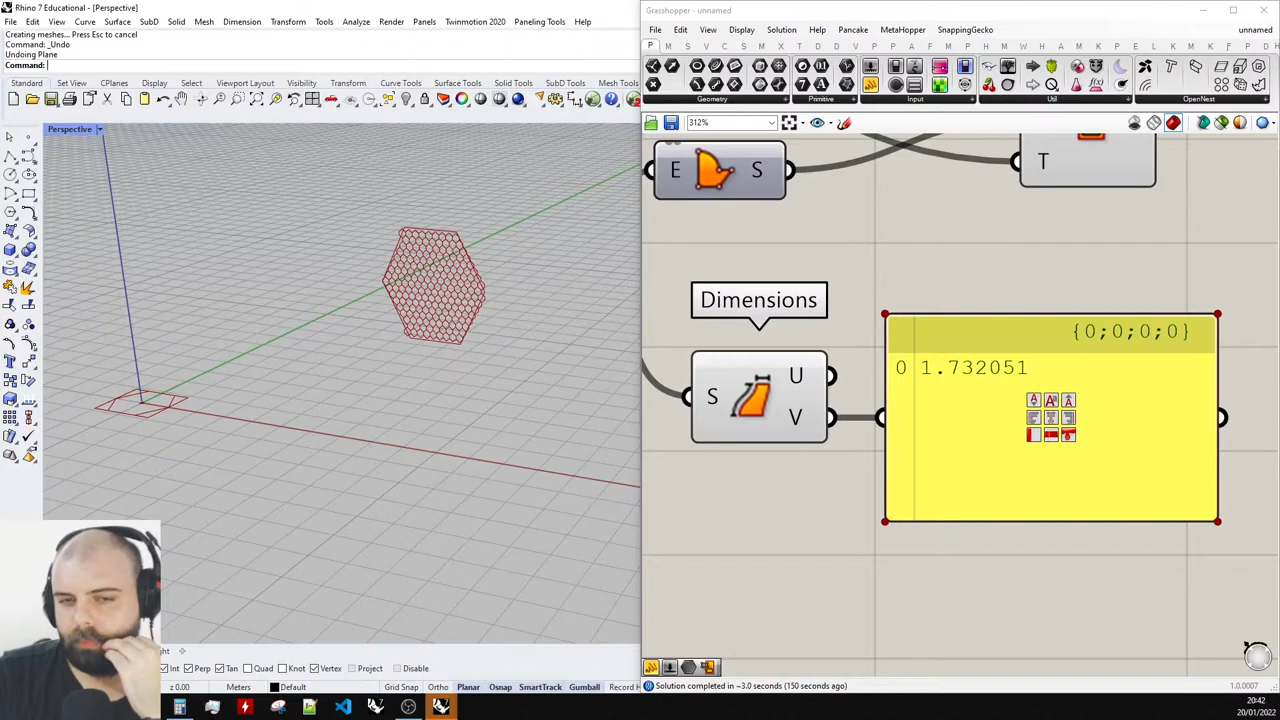 Rhino 7 Educational - [Perspective]
File Edit View Curve Surface SubD Solid Mesh Dimension Transform Tools Analyze Render Panels Twinmotion 2020 Paneling Tools Help
Creating meshes... Press Esc to cancel
Command: _Undo
Undoing Plane
Command:
Standard Set View CPlanes Display Select Viewport Layout Visibility Transform Curve Tools Surface Tools Solid Tools SubD Tools Mesh Tools
Perspective
Int Perp Tan Quad Knot Vertex Project Disable
z 0.00 Meters Default Grid Snap Ortho Planar Osnap SmartTrack Gumball Record H
Grasshopper - unnamed
File Edit View Display Solution Help Pancake MetaHopper SnappingGecko unnamed
Geometry Primitive Input Util OpenNest
312%
E S
T
Dimensions
S U V
{0;0;0;0}
0 1.732051
Solution completed in ~3.0 seconds (150 seconds ago)
1.0.0007
20:42
20/01/2022